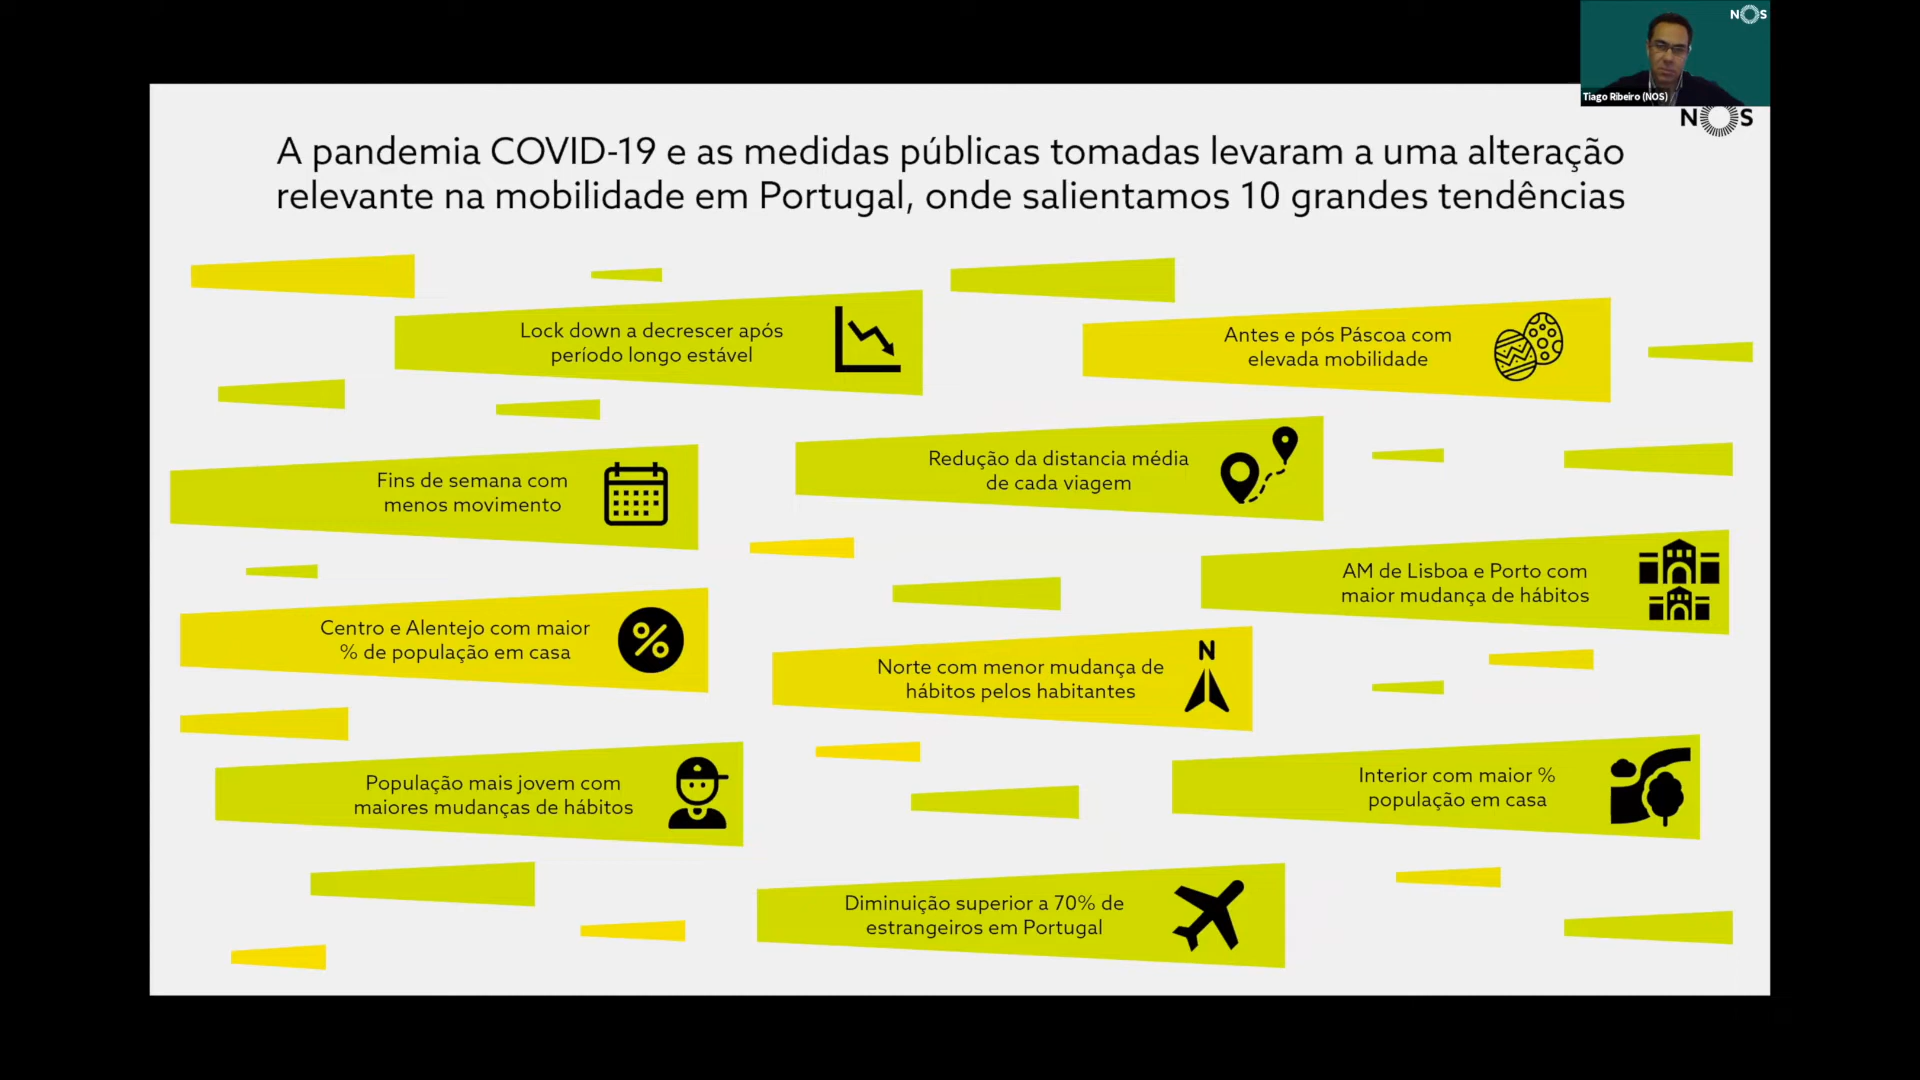 NOS
Tiago Ribeiro (NOS)
NOS
A pandemia COVID-19 e as medidas públicas tomadas levaram a uma alteração
relevante na mobilidade em Portugal, onde salientamos 10 grandes tendências
Lock down a decrescer após
período longo estável
Antes e pós Páscoa com
elevada mobilidade
Fins de semana com
menos movimento
Redução da distancia média
de cada viagem
AM de Lisboa e Porto com
maior mudança de hábitos
Centro e Alentejo com maior
% de população em casa
%
Norte com menor mudança de
hábitos pelos habitantes
N
População mais jovem com
maiores mudanças de hábitos
Interior com maior %
população em casa
Diminuição superior a 70% de
estrangeiros em Portugal